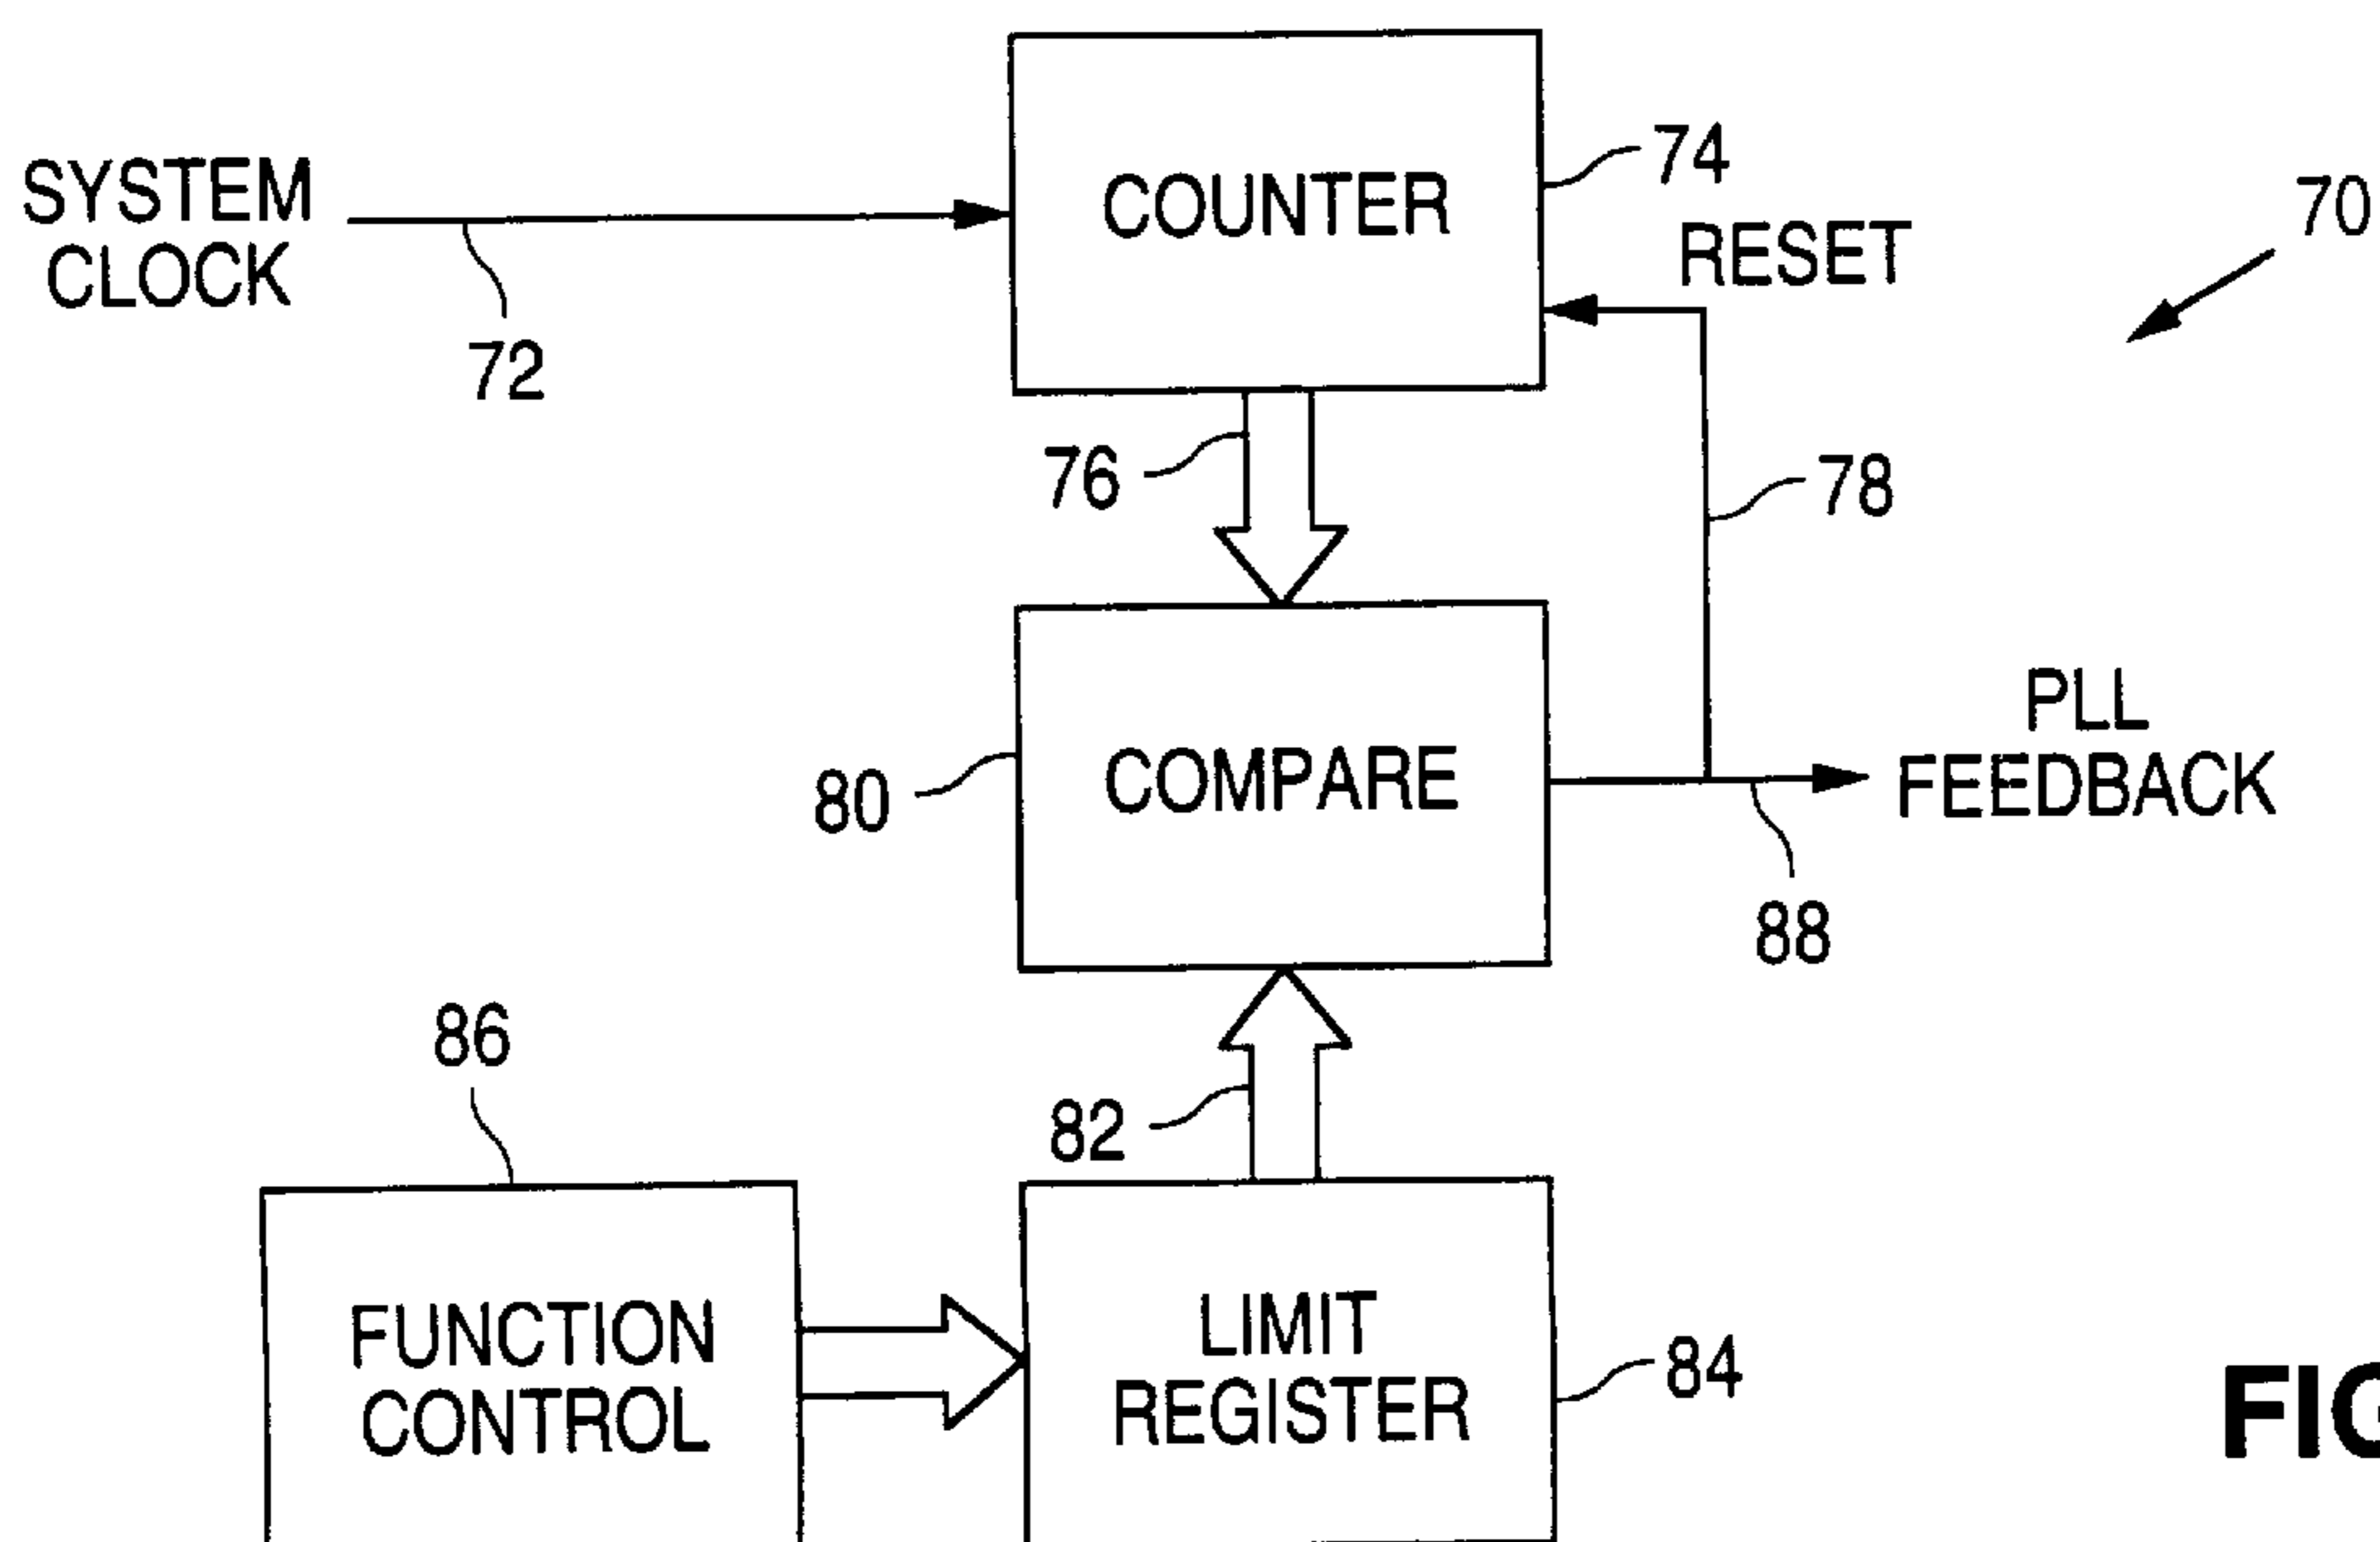 SYSTEM
CLOCK
72
COUNTER
74
RESET
70
76
78
80
COMPARE
PLL
FEEDBACK
88
86
82
FUNCTION
CONTROL
LIMIT
REGISTER
84